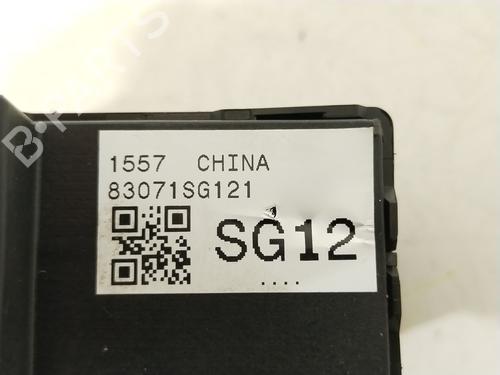 B-PARTS
1557 CHINA
83071SG121
SG12
....